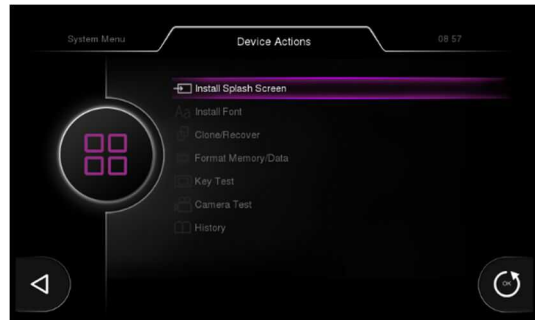 System Menu
Device Actions
08 57
Install Splash Screen
Install Font
Clone/Recover
Format Memory/Data
Key Test
Camera Test
History
OK